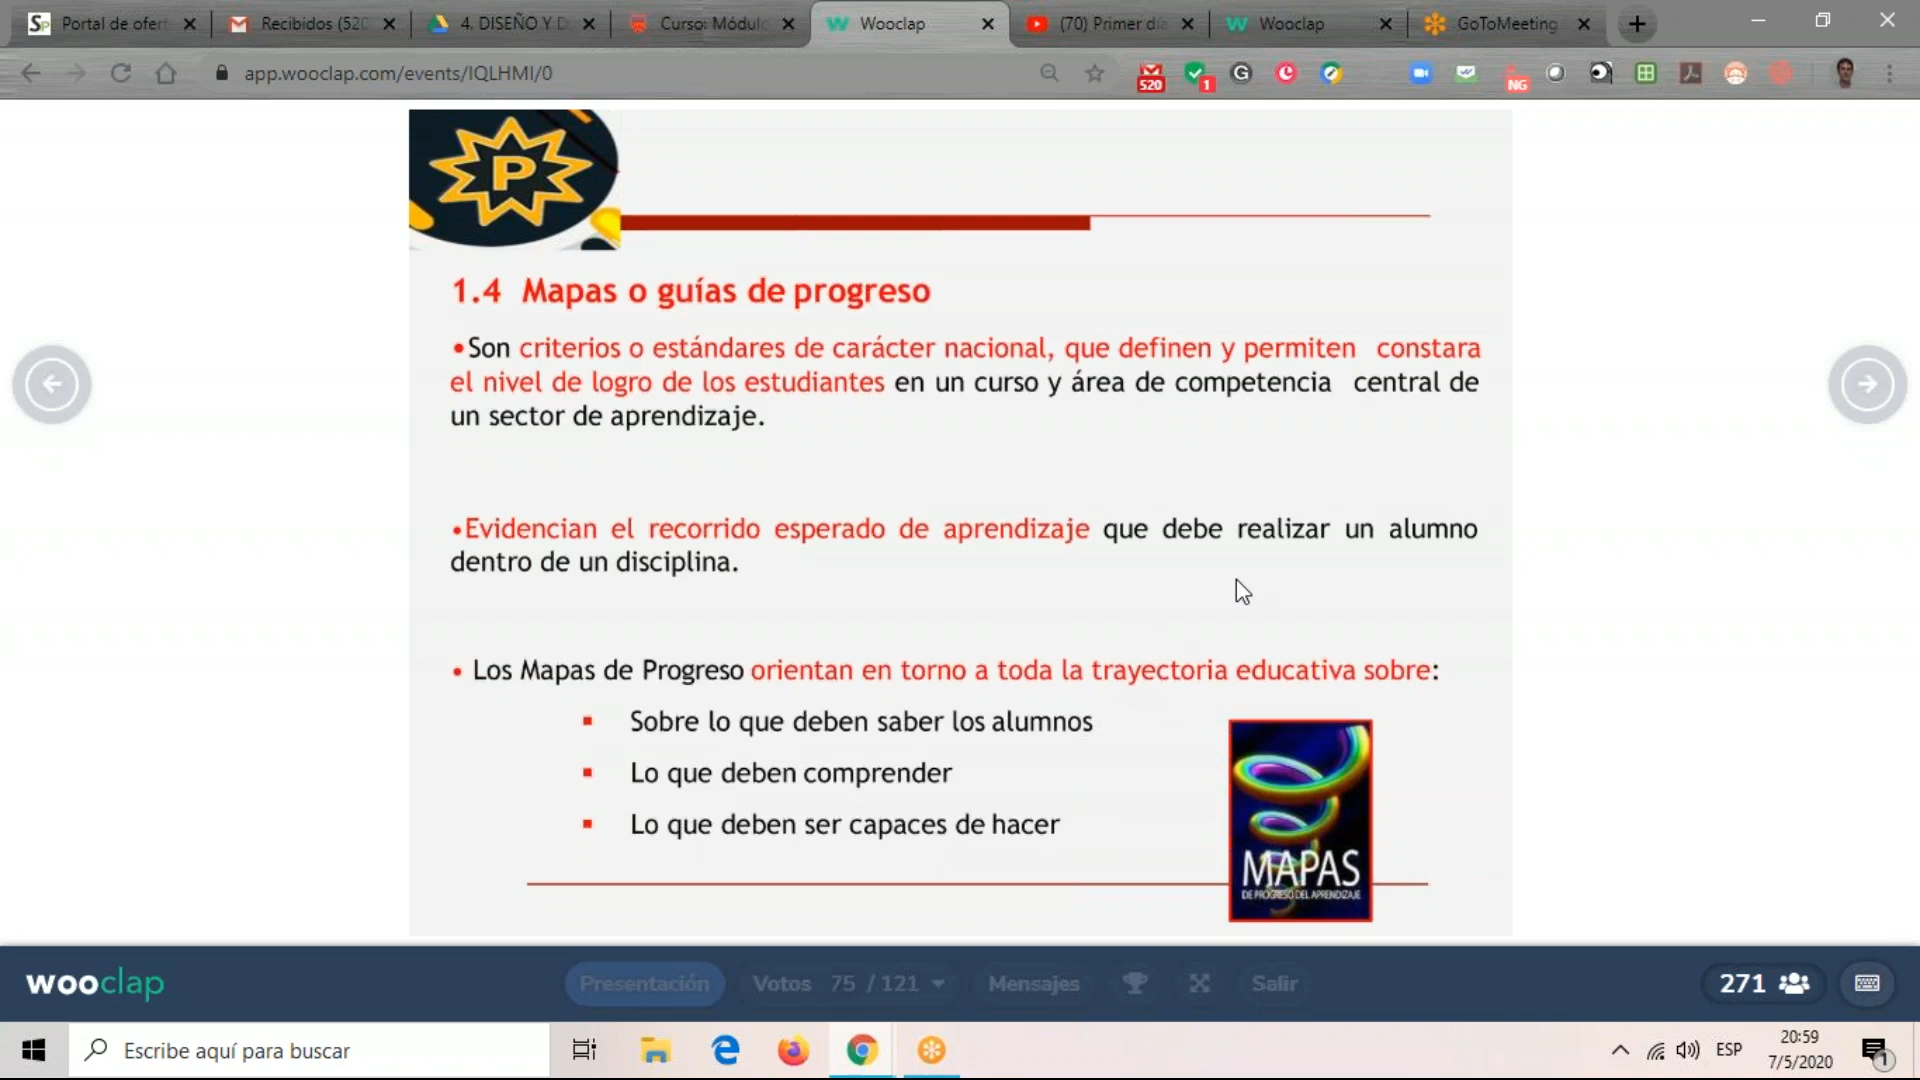 Portal de ofert
Recibidos (520
4. DISEÑO Y D
Curso: Módulo
Wooclap
(70) Primer día
Wooclap
GoToMeeting
app.wooclap.com/events/IQLHMI/0
520
1
G
NG
P
1.4 Mapas o guías de progreso
•Son criterios o estándares de carácter nacional, que definen y permiten constara
el nivel de logro de los estudiantes en un curso y área de competencia central de
un sector de aprendizaje.
•Evidencian el recorrido esperado de aprendizaje que debe realizar un alumno
dentro de un disciplina.
• Los Mapas de Progreso orientan en torno a toda la trayectoria educativa sobre:
▪ Sobre lo que deben saber los alumnos
▪ Lo que deben comprender
▪ Lo que deben ser capaces de hacer
MAPAS
DE PROGRESO DEL APRENDIZAJE
wooclap
Presentación
Votos 75 / 121
Mensajes
Salir
271
Escribe aquí para buscar
ESP
20:59
7/5/2020
1